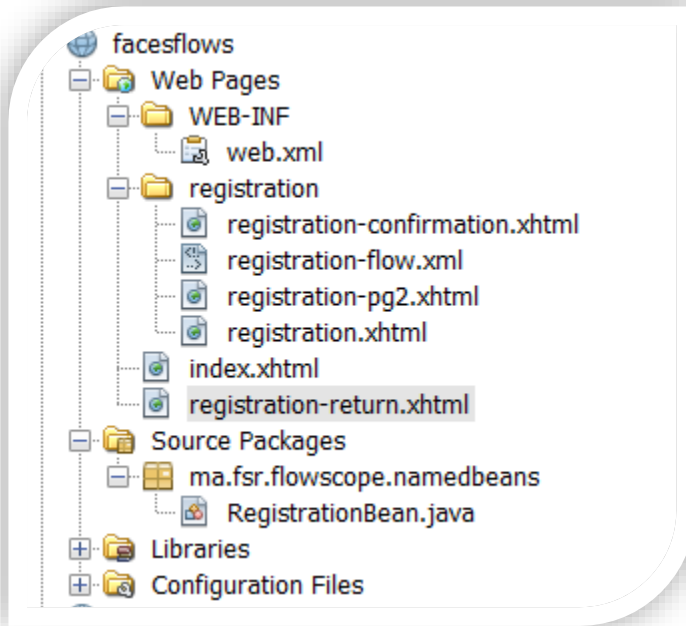 facesflows
Web Pages
WEB-INF
web.xml
registration
registration-confirmation.xhtml
registration-flow.xml
registration-pg2.xhtml
registration.xhtml
index.xhtml
registration-return.xhtml
Source Packages
ma.fsr.flowscope.namedbeans
RegistrationBean.java
Libraries
Configuration Files